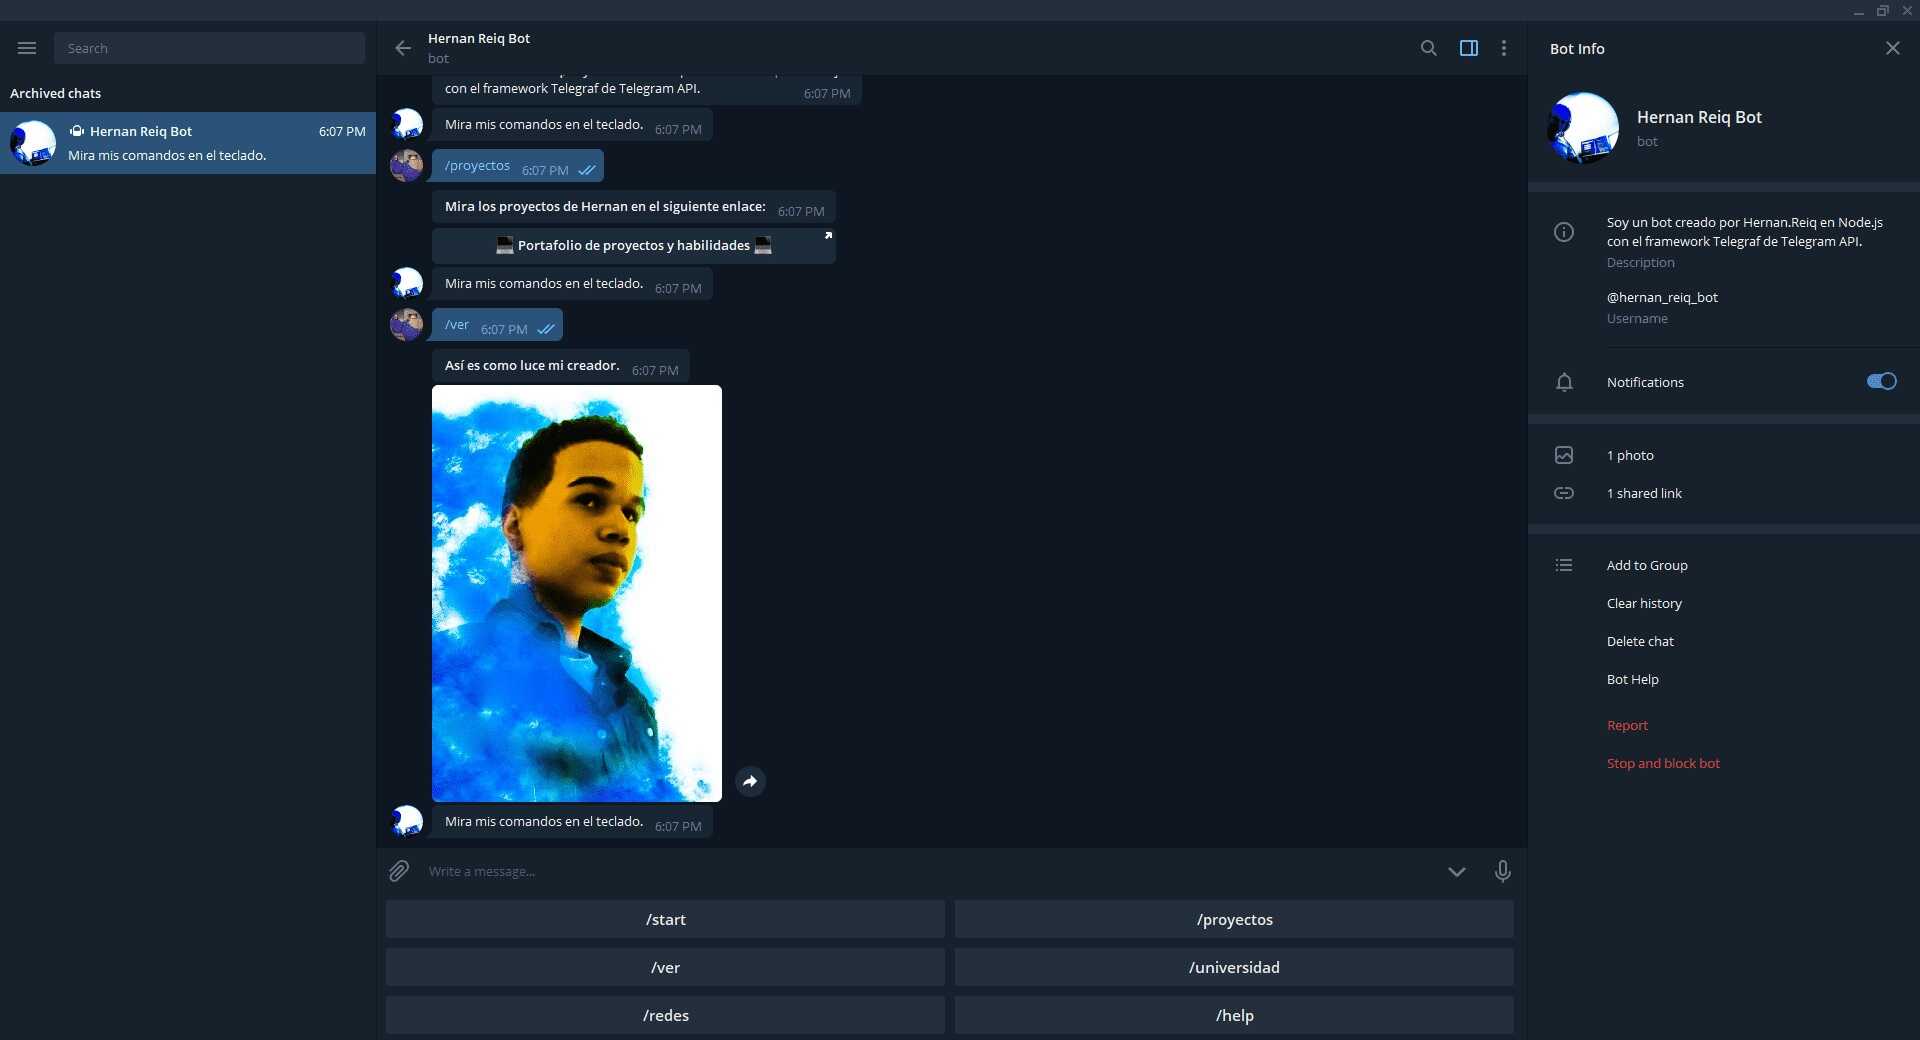 Search
Archived chats
Hernan Reiq Bot 6:07 PM
Mira mis comandos en el teclado.
Hernan Reiq Bot
bot
con el framework Telegraf de Telegram API. 6:07 PM
Mira mis comandos en el teclado. 6:07 PM
/proyectos 6:07 PM
Mira los proyectos de Hernan en el siguiente enlace: 6:07 PM
Portafolio de proyectos y habilidades
Mira mis comandos en el teclado. 6:07 PM
/ver 6:07 PM
Así es como luce mi creador. 6:07 PM
Mira mis comandos en el teclado. 6:07 PM
Write a message...
/start
/proyectos
/ver
/universidad
/redes
/help
Bot Info
Hernan Reiq Bot
bot
Soy un bot creado por Hernan.Reiq en Node.js
con el framework Telegraf de Telegram API.
Description
@hernan_reiq_bot
Username
Notifications
1 photo
1 shared link
Add to Group
Clear history
Delete chat
Bot Help
Report
Stop and block bot